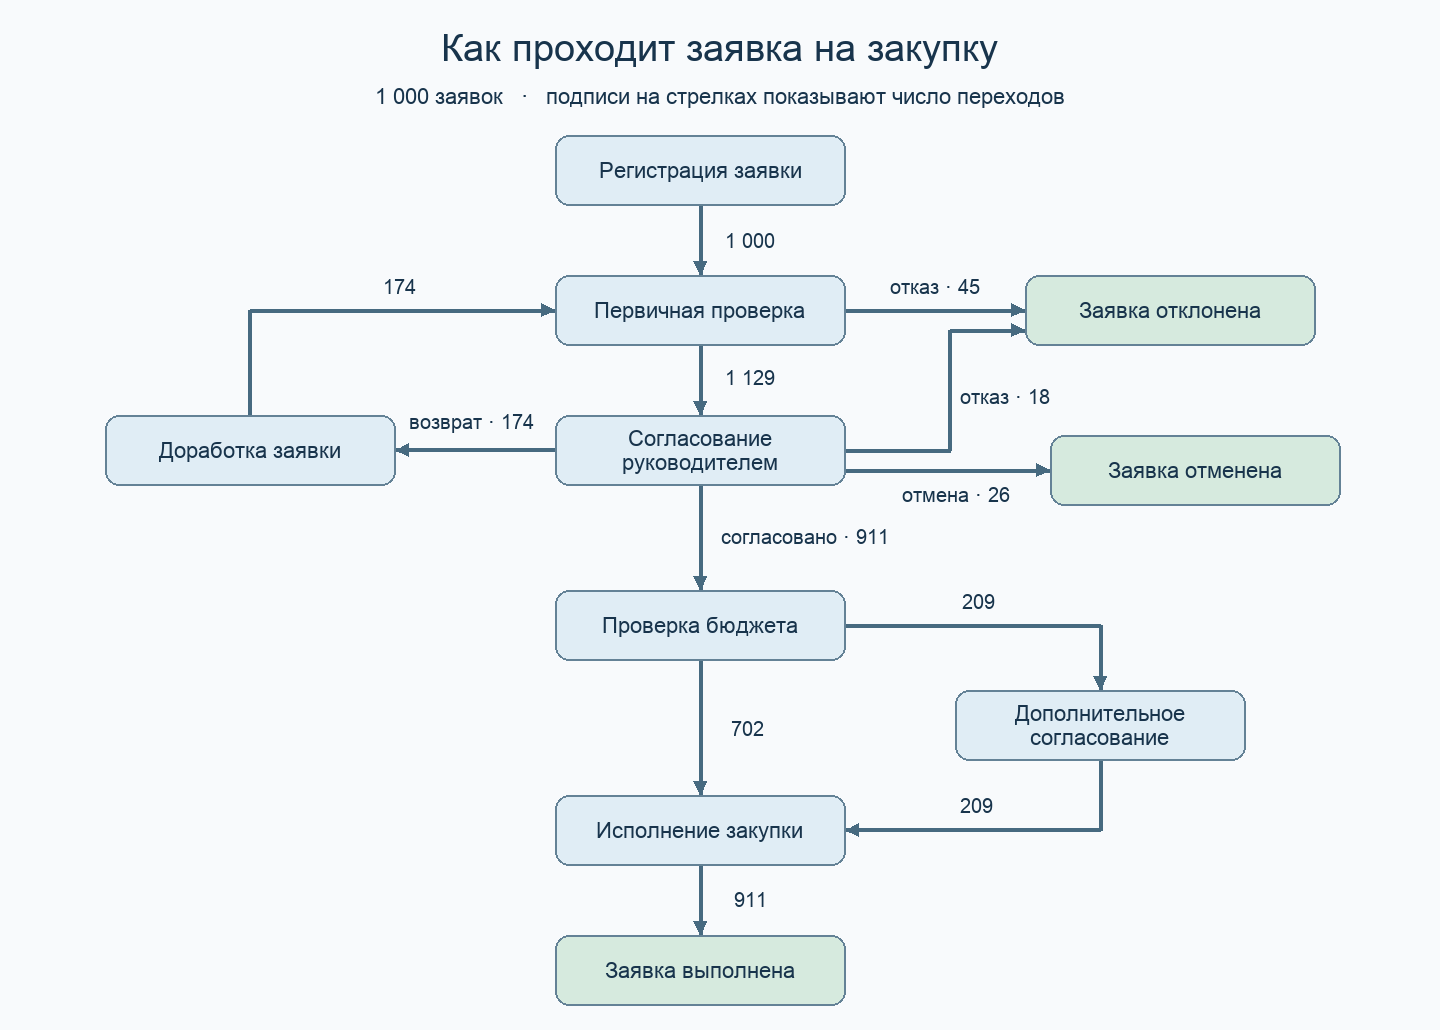 Как проходит заявка на закупку
1 000 заявок · подписи на стрелках показывают число переходов
Регистрация заявки
1 000
174
Первичная проверка
отказ · 45
Заявка отклонена
1 129
отказ · 18
Доработка заявки
возврат · 174
Согласование
руководителем
Заявка отменена
отмена · 26
согласовано · 911
Проверка бюджета
209
702
Дополнительное
согласование
209
Исполнение закупки
911
Заявка выполнена